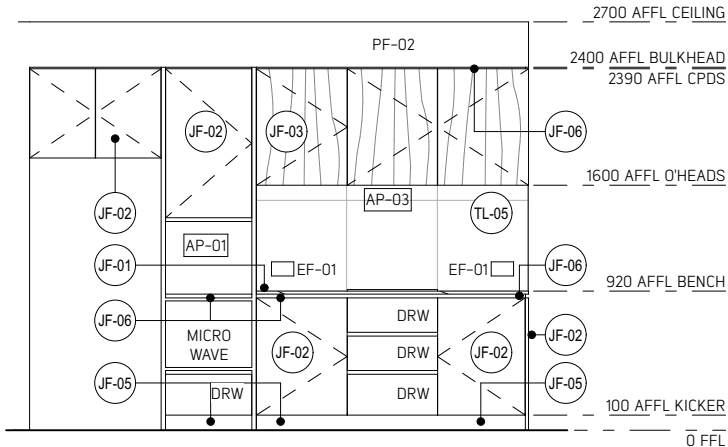 2700 AFFL CEILING
PF-02
2400 AFFL BULKHEAD
2390 AFFL CPDS
JF-02
JF-03
JF-06
1600 AFFL O'HEADS
AP-03
JF-02
TL-05
AP-01
JF-01
EF-01
EF-01
JF-06
920 AFFL BENCH
JF-06
DRW
MICRO
WAVE
JF-02
DRW
JF-02
JF-02
JF-05
DRW
DRW
JF-05
100 AFFL KICKER
0 FFL